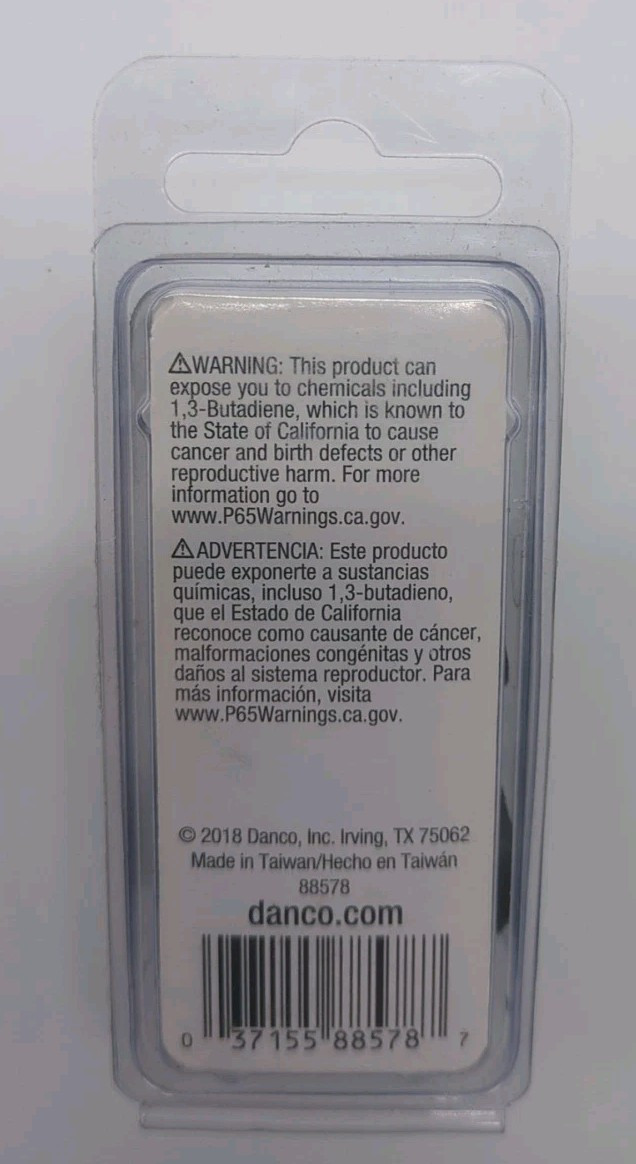 ⚠WARNING: This product can
expose you to chemicals including
1,3-Butadiene, which is known to
the State of California to cause
cancer and birth defects or other
reproductive harm. For more
information go to
www.P65Warnings.ca.gov.
⚠ADVERTENCIA: Este producto
puede exponerte a sustancias
químicas, incluso 1,3-butadieno,
que el Estado de California
reconoce como causante de cáncer,
malformaciones congénitas y otros
daños al sistema reproductor. Para
más información, visita
www.P65Warnings.ca.gov.
© 2018 Danco, Inc. Irving, TX 75062
Made in Taiwan/Hecho en Taiwán
88578
danco.com
0 37155 88578 7